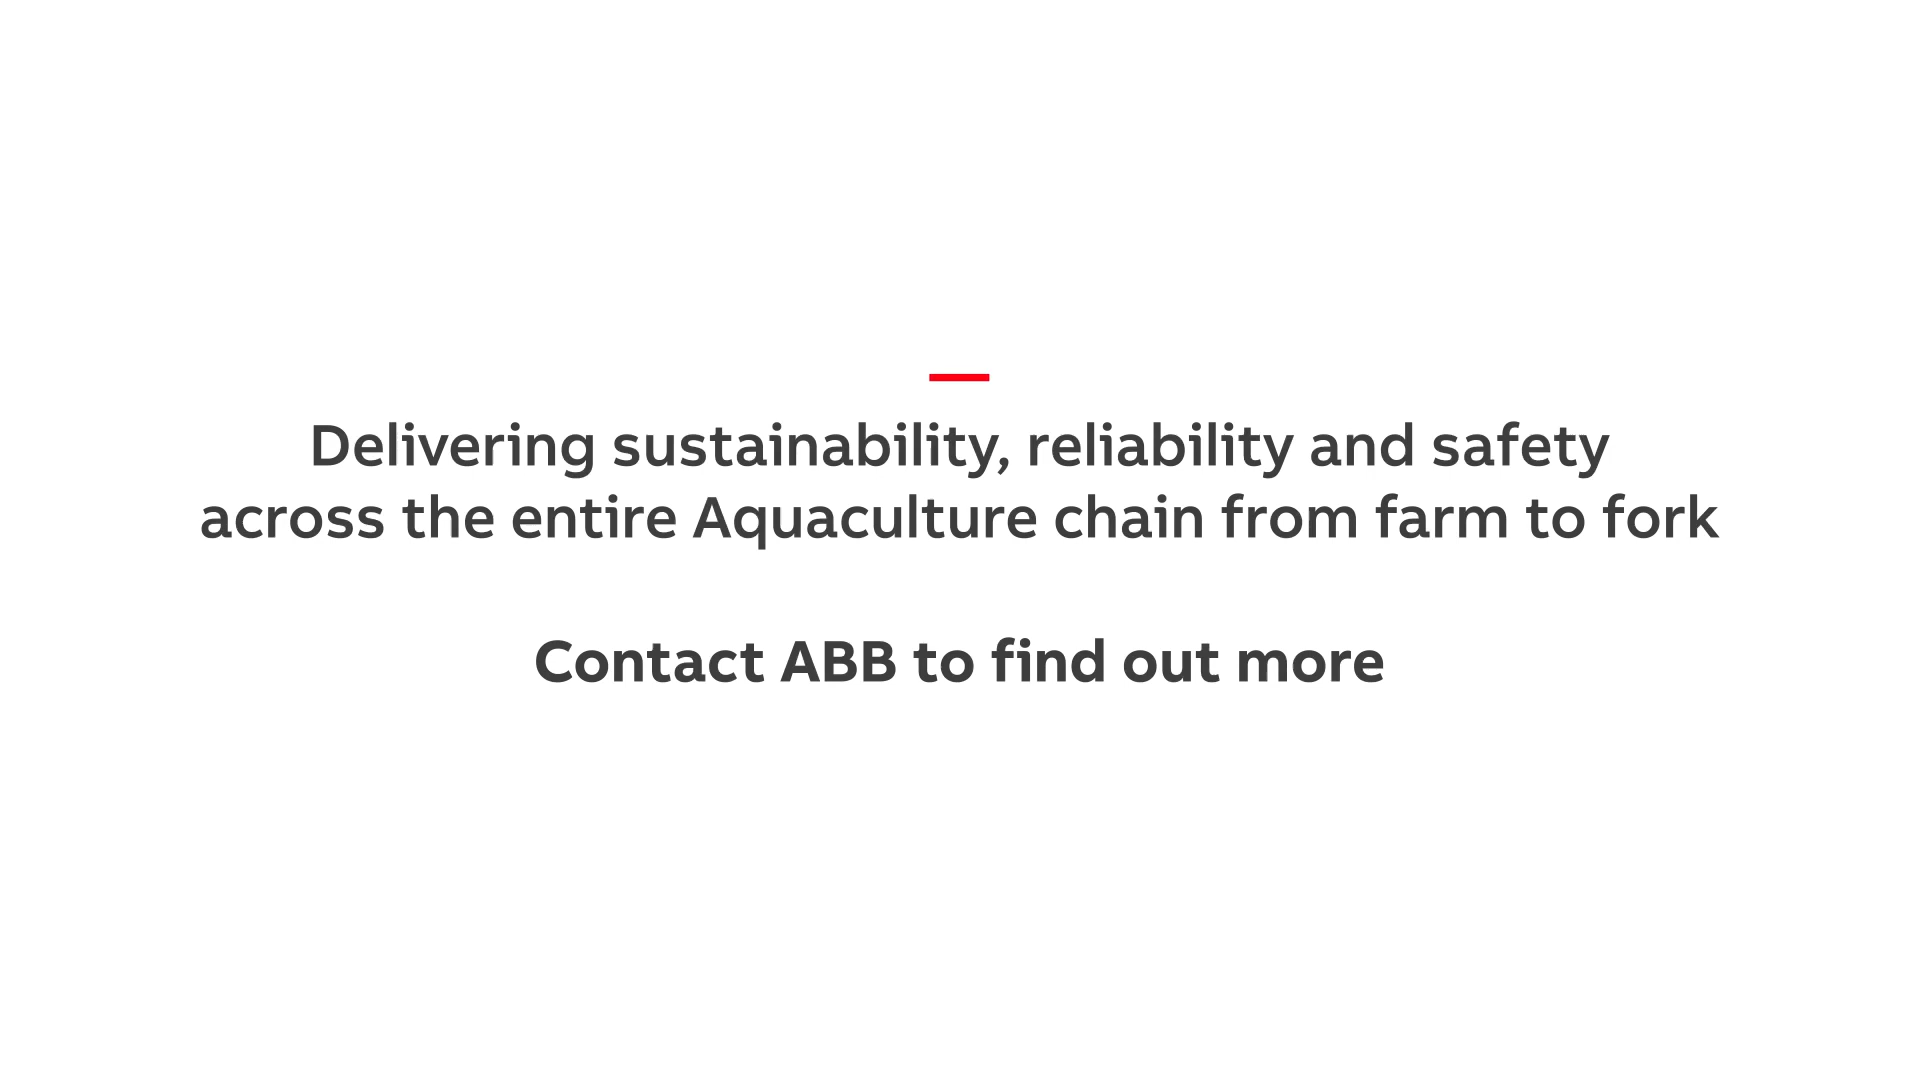 Delivering sustainability, reliability and safety
across the entire Aquaculture chain from farm to fork
Contact ABB to find out more